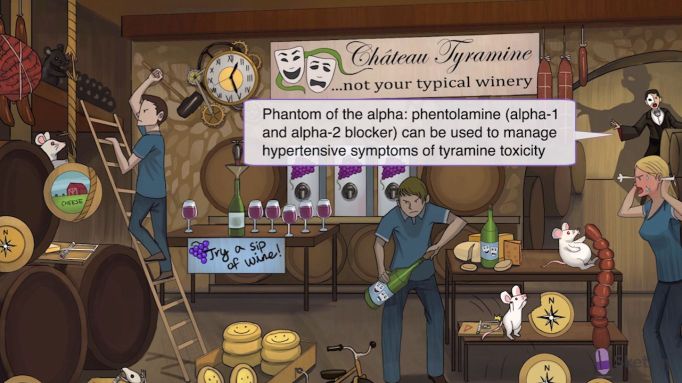 Château Tyramine
...not your typical winery
Phantom of the alpha: phentolamine (alpha-1
and alpha-2 blocker) can be used to manage
hypertensive symptoms of tyramine toxicity
CHEESE
Try a sip
of wine!